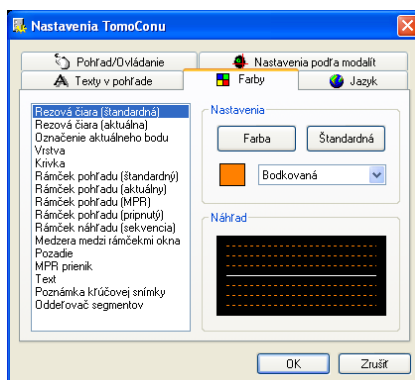 Nastavenia TomoConu
Pohľad/Ovládanie
Nastavenia podľa modalít
Texty v pohľade
Farby
Jazyk
Rezová čiara (štandardná)
Rezová čiara (aktuálna)
Označenie aktuálneho bodu
Vrstva
Krivka
Rámček pohľadu (štandardný)
Rámček pohľadu (aktuálny)
Rámček pohľadu (MPR)
Rámček pohľadu (pripnutý)
Rámček náhľadu (sekvencia)
Medzera medzi rámčekmi okna
Pozadie
MPR prienik
Text
Poznámka kľúčovej snímky
Oddeľovač segmentov
Nastavenia
Farba
Štandardná
Bodkovaná
Náhľad
OK
Zrušiť